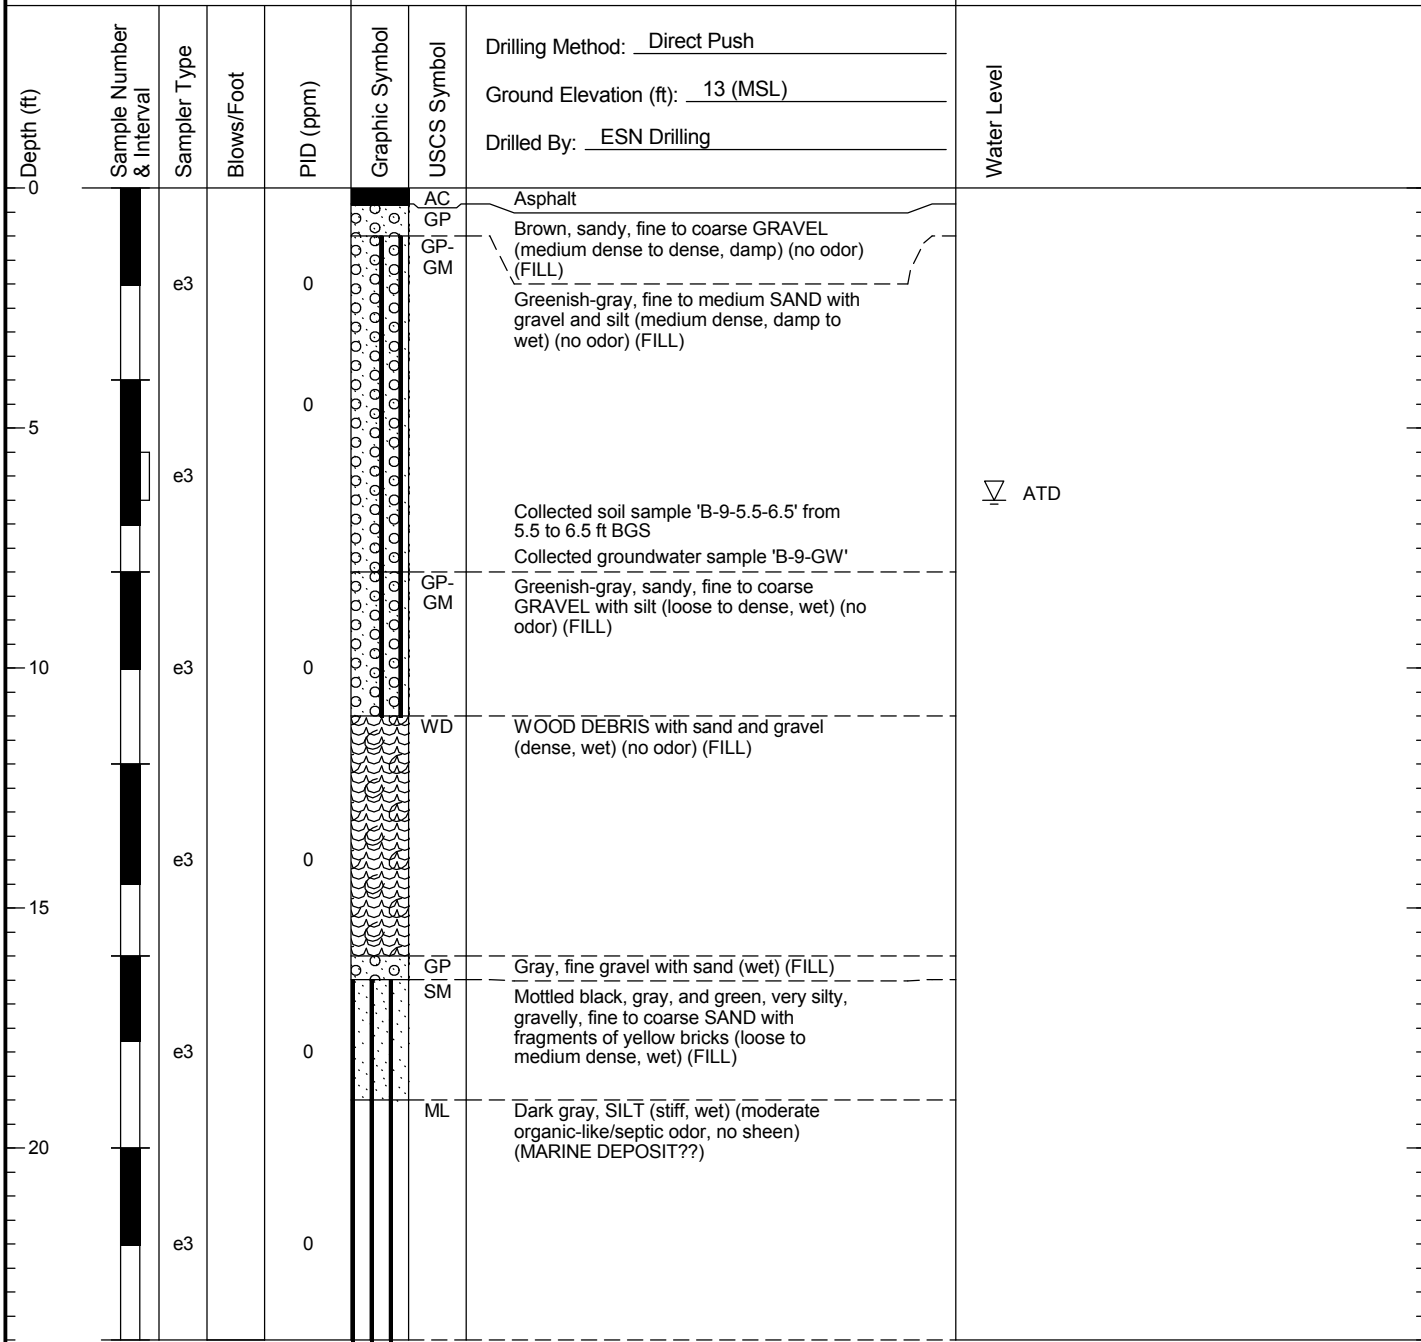 Depth (ft)
Sample Number
& Interval
Sampler Type
Blows/Foot
PID (ppm)
Graphic Symbol
USCS Symbol
Drilling Method: Direct Push
Ground Elevation (ft): 13 (MSL)
Drilled By: ESN Drilling
Water Level
0
AC
Asphalt
GP
Brown, sandy, fine to coarse GRAVEL
(medium dense to dense, damp) (no odor)
(FILL)
GP-
GM
e3
0
Greenish-gray, fine to medium SAND with
gravel and silt (medium dense, damp to
wet) (no odor) (FILL)
0
5
e3
ATD
Collected soil sample 'B-9-5.5-6.5' from
5.5 to 6.5 ft BGS
Collected groundwater sample 'B-9-GW'
GP-
GM
Greenish-gray, sandy, fine to coarse
GRAVEL with silt (loose to dense, wet) (no
odor) (FILL)
10
e3
0
WD
WOOD DEBRIS with sand and gravel
(dense, wet) (no odor) (FILL)
e3
0
15
GP
Gray, fine gravel with sand (wet) (FILL)
SM
Mottled black, gray, and green, very silty,
gravelly, fine to coarse SAND with
fragments of yellow bricks (loose to
medium dense, wet) (FILL)
e3
0
ML
Dark gray, SILT (stiff, wet) (moderate
organic-like/septic odor, no sheen)
(MARINE DEPOSIT??)
20
e3
0